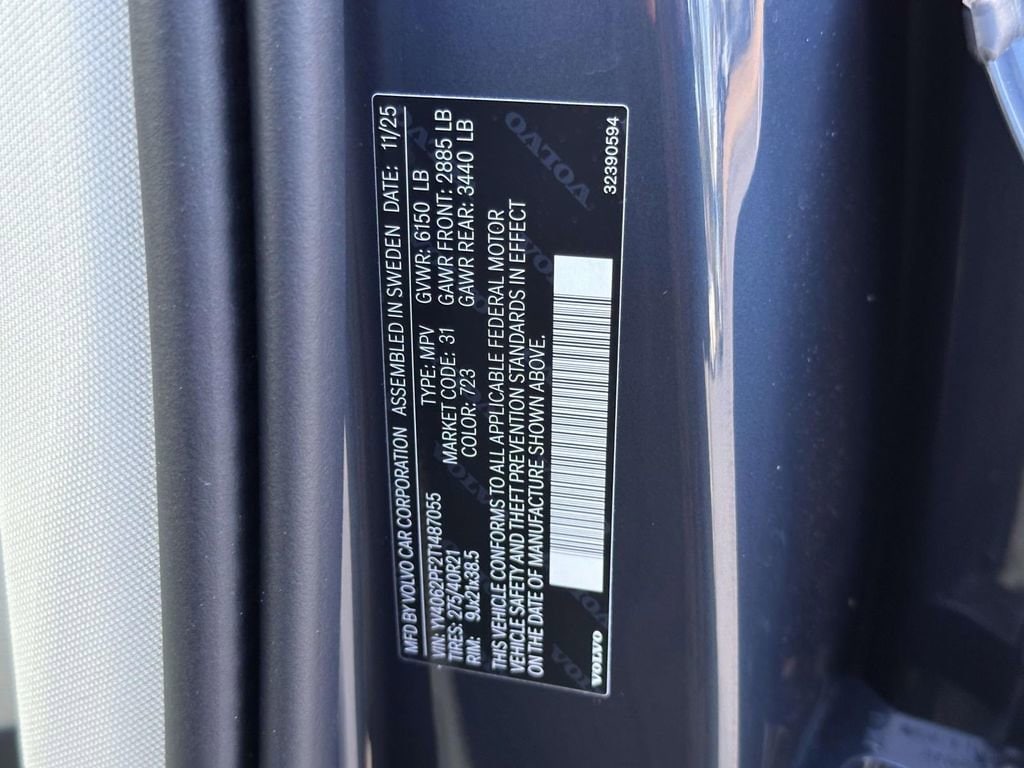 MFD BY VOLVO CAR CORPORATION ASSEMBLED IN SWEDEN DATE: 11/25
VIN: YV4062PF2T1487055 TYPE: MPV GVWR: 6150 LB
TIRES: 275/40R21 MARKET CODE: 31 GAWR FRONT: 2885 LB
RIM: 9Jx21x38.5 COLOR: 723 GAWR REAR: 3440 LB
THIS VEHICLE CONFORMS TO ALL APPLICABLE FEDERAL MOTOR
VEHICLE SAFETY AND THEFT PREVENTION STANDARDS IN EFFECT
ON THE DATE OF MANUFACTURE SHOWN ABOVE.
VOLVO 32390594